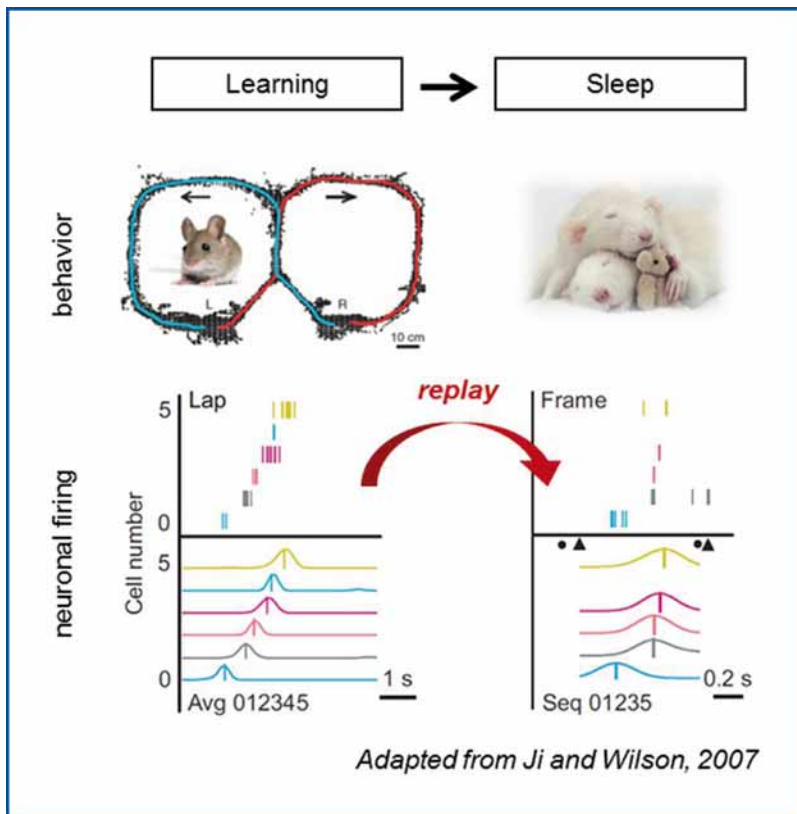 Learning
Sleep
behavior
L
R
10 cm
neuronal firing
Cell number
5
Lap
0
5
0
1 s
Avg 012345
replay
Frame
0.2 s
Seq 01235
Adapted from Ji and Wilson, 2007